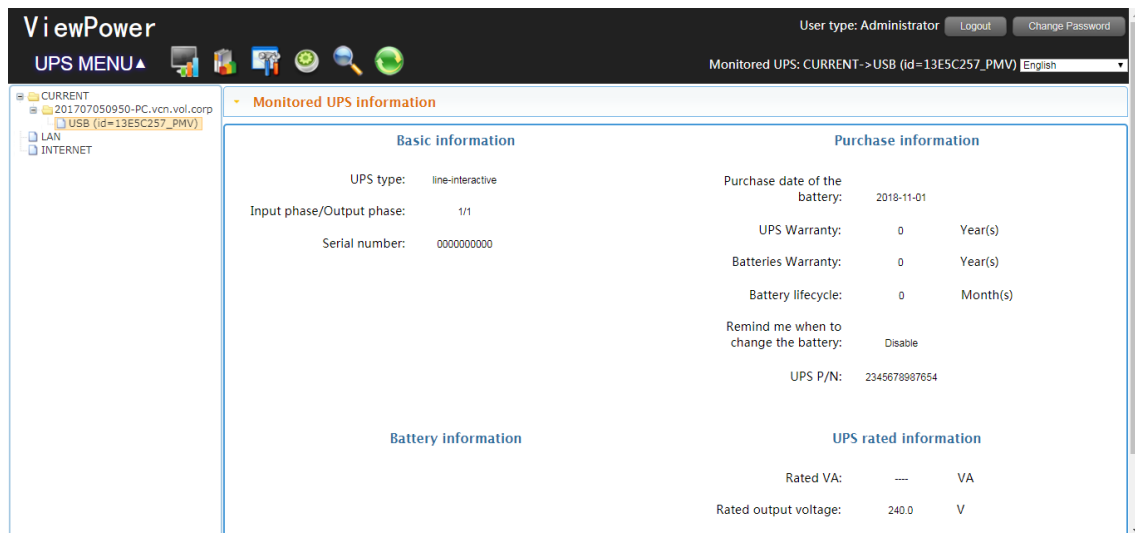 ViewPower
User type: Administrator Logout Change Password
UPS MENU▲
Monitored UPS: CURRENT->USB (id=13E5C257_PMV) English
CURRENT
201707050950-PC.vcn.vol.corp
USB (id=13E5C257_PMV)
LAN
INTERNET
Monitored UPS information
Basic information
UPS type: line-interactive
Input phase/Output phase: 1/1
Serial number: 0000000000
Purchase information
Purchase date of the
battery: 2018-11-01
UPS Warranty: 0 Year(s)
Batteries Warranty: 0 Year(s)
Battery lifecycle: 0 Month(s)
Remind me when to
change the battery: Disable
UPS P/N: 2345678987654
Battery information
UPS rated information
Rated VA: ---- VA
Rated output voltage: 240.0 V